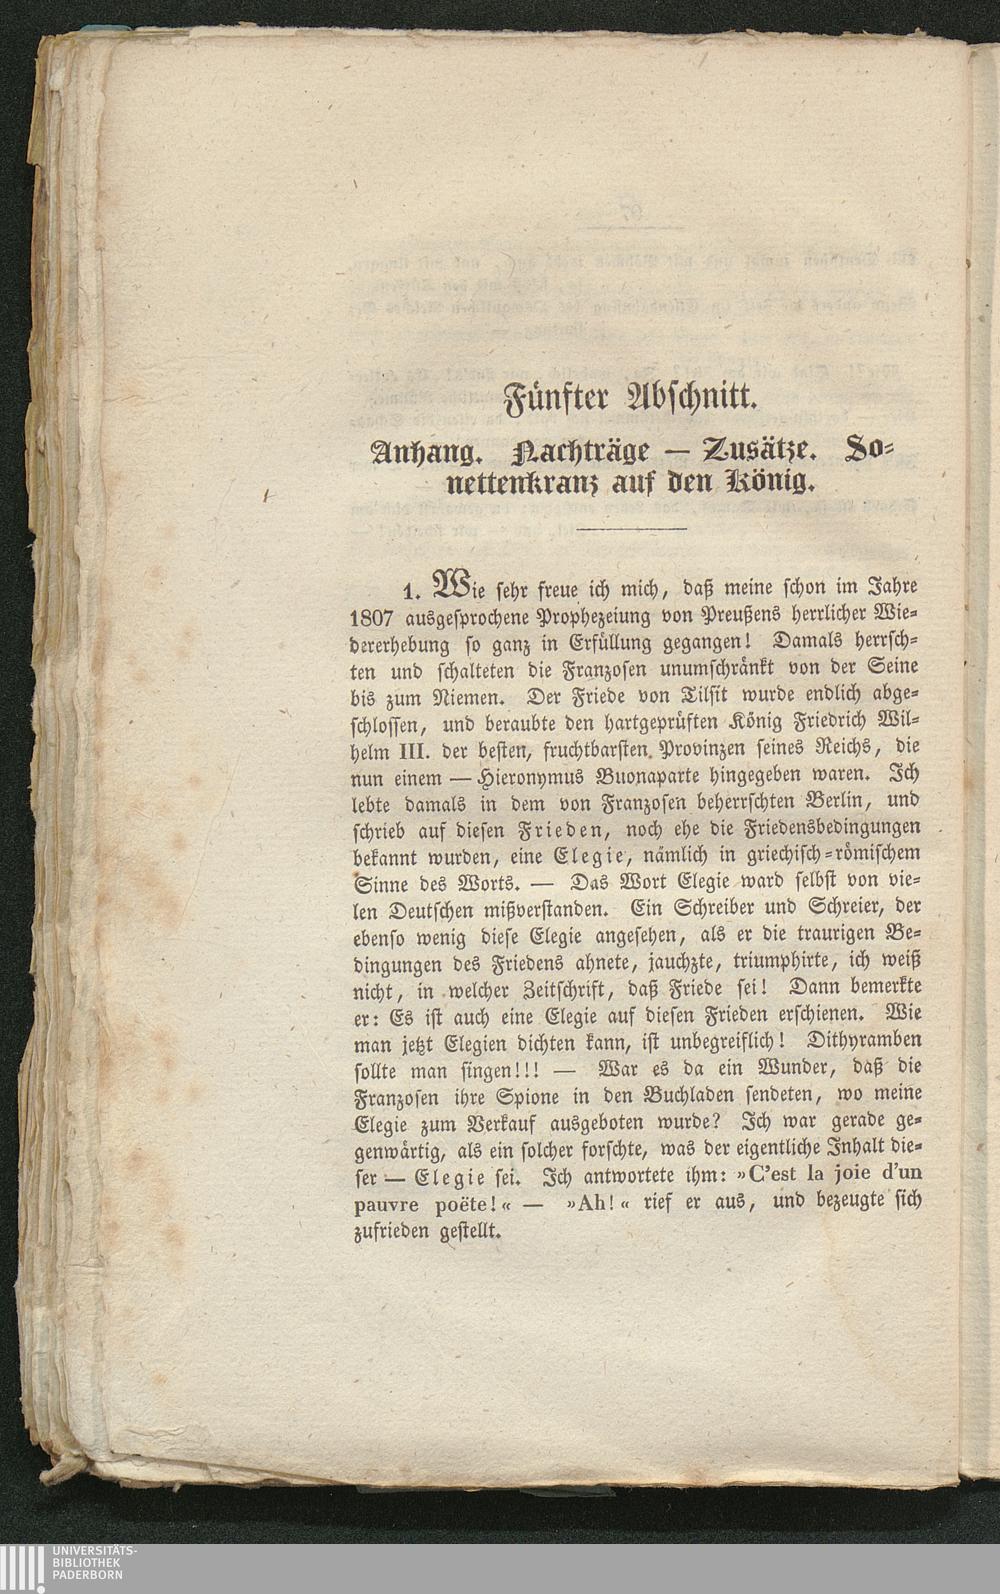 Fünfter Abschnitt.
Anhang. Nachträge — Zusätze. So-
nettenkranz auf den König.
1. Wie sehr freue ich mich, daß meine schon im Jahre
1807 ausgesprochene Prophezeiung von Preußens herrlicher Wie-
dererhebung so ganz in Erfüllung gegangen! Damals herrsch-
ten und schalteten die Franzosen unumschränkt von der Seine
bis zum Niemen. Der Friede von Tilsit wurde endlich abge-
schlossen, und beraubte den hartgeprüften König Friedrich Wil-
helm III. der besten, fruchtbarsten Provinzen seines Reichs, die
nun einem — Hieronymus Buonaparte hingegeben waren. Ich
lebte damals in dem von Franzosen beherrschten Berlin, und
schrieb auf diesen Frieden, noch ehe die Friedensbedingungen
bekannt wurden, eine Elegie, nämlich in griechisch-römischem
Sinne des Worts. — Das Wort Elegie ward selbst von vie-
len Deutschen mißverstanden. Ein Schreiber und Schreier, der
ebenso wenig diese Elegie angesehen, als er die traurigen Be-
dingungen des Friedens ahnete, jauchzte, triumphirte, ich weiß
nicht, in welcher Zeitschrift, daß Friede sei! Dann bemerkte
er: Es ist auch eine Elegie auf diesen Frieden erschienen. Wie
man jetzt Elegien dichten kann, ist unbegreiflich! Dithyramben
sollte man singen!!! — War es da ein Wunder, daß die
Franzosen ihre Spione in den Buchladen sendeten, wo meine
Elegie zum Verkauf ausgeboten wurde? Ich war gerade ge-
genwärtig, als ein solcher forschte, was der eigentliche Inhalt die-
ser — Elegie sei. Ich antwortete ihm: »C'est la joie d'un
pauvre poëte!« — »Ah!« rief er aus, und bezeugte sich
zufrieden gestellt.
UNIVERSITÄTS-
BIBLIOTHEK
PADERBORN